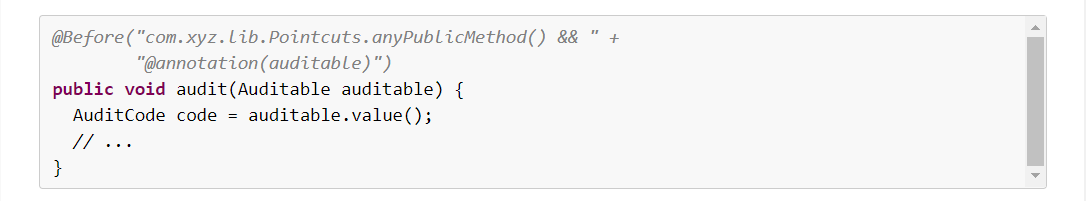 @Before("com.xyz.lib.Pointcuts.anyPublicMethod() && " +
        "@annotation(auditable)")
public void audit(Auditable auditable) {
  AuditCode code = auditable.value();
  // ...
}